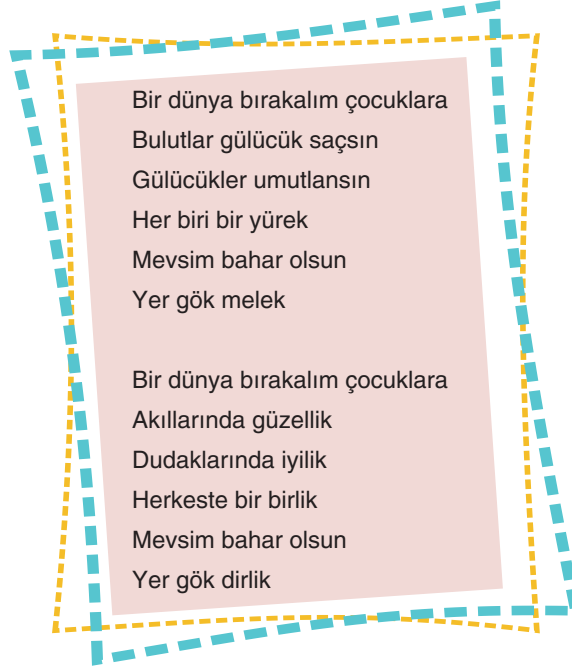 Bir dünya bırakalım çocuklara
Bulutlar gülücük saçsın
Gülücükler umutlansın
Her biri bir yürek
Mevsim bahar olsun
Yer gök melek

Bir dünya bırakalım çocuklara
Akıllarında güzellik
Dudaklarında iyilik
Herkeste bir birlik
Mevsim bahar olsun
Yer gök dirlik